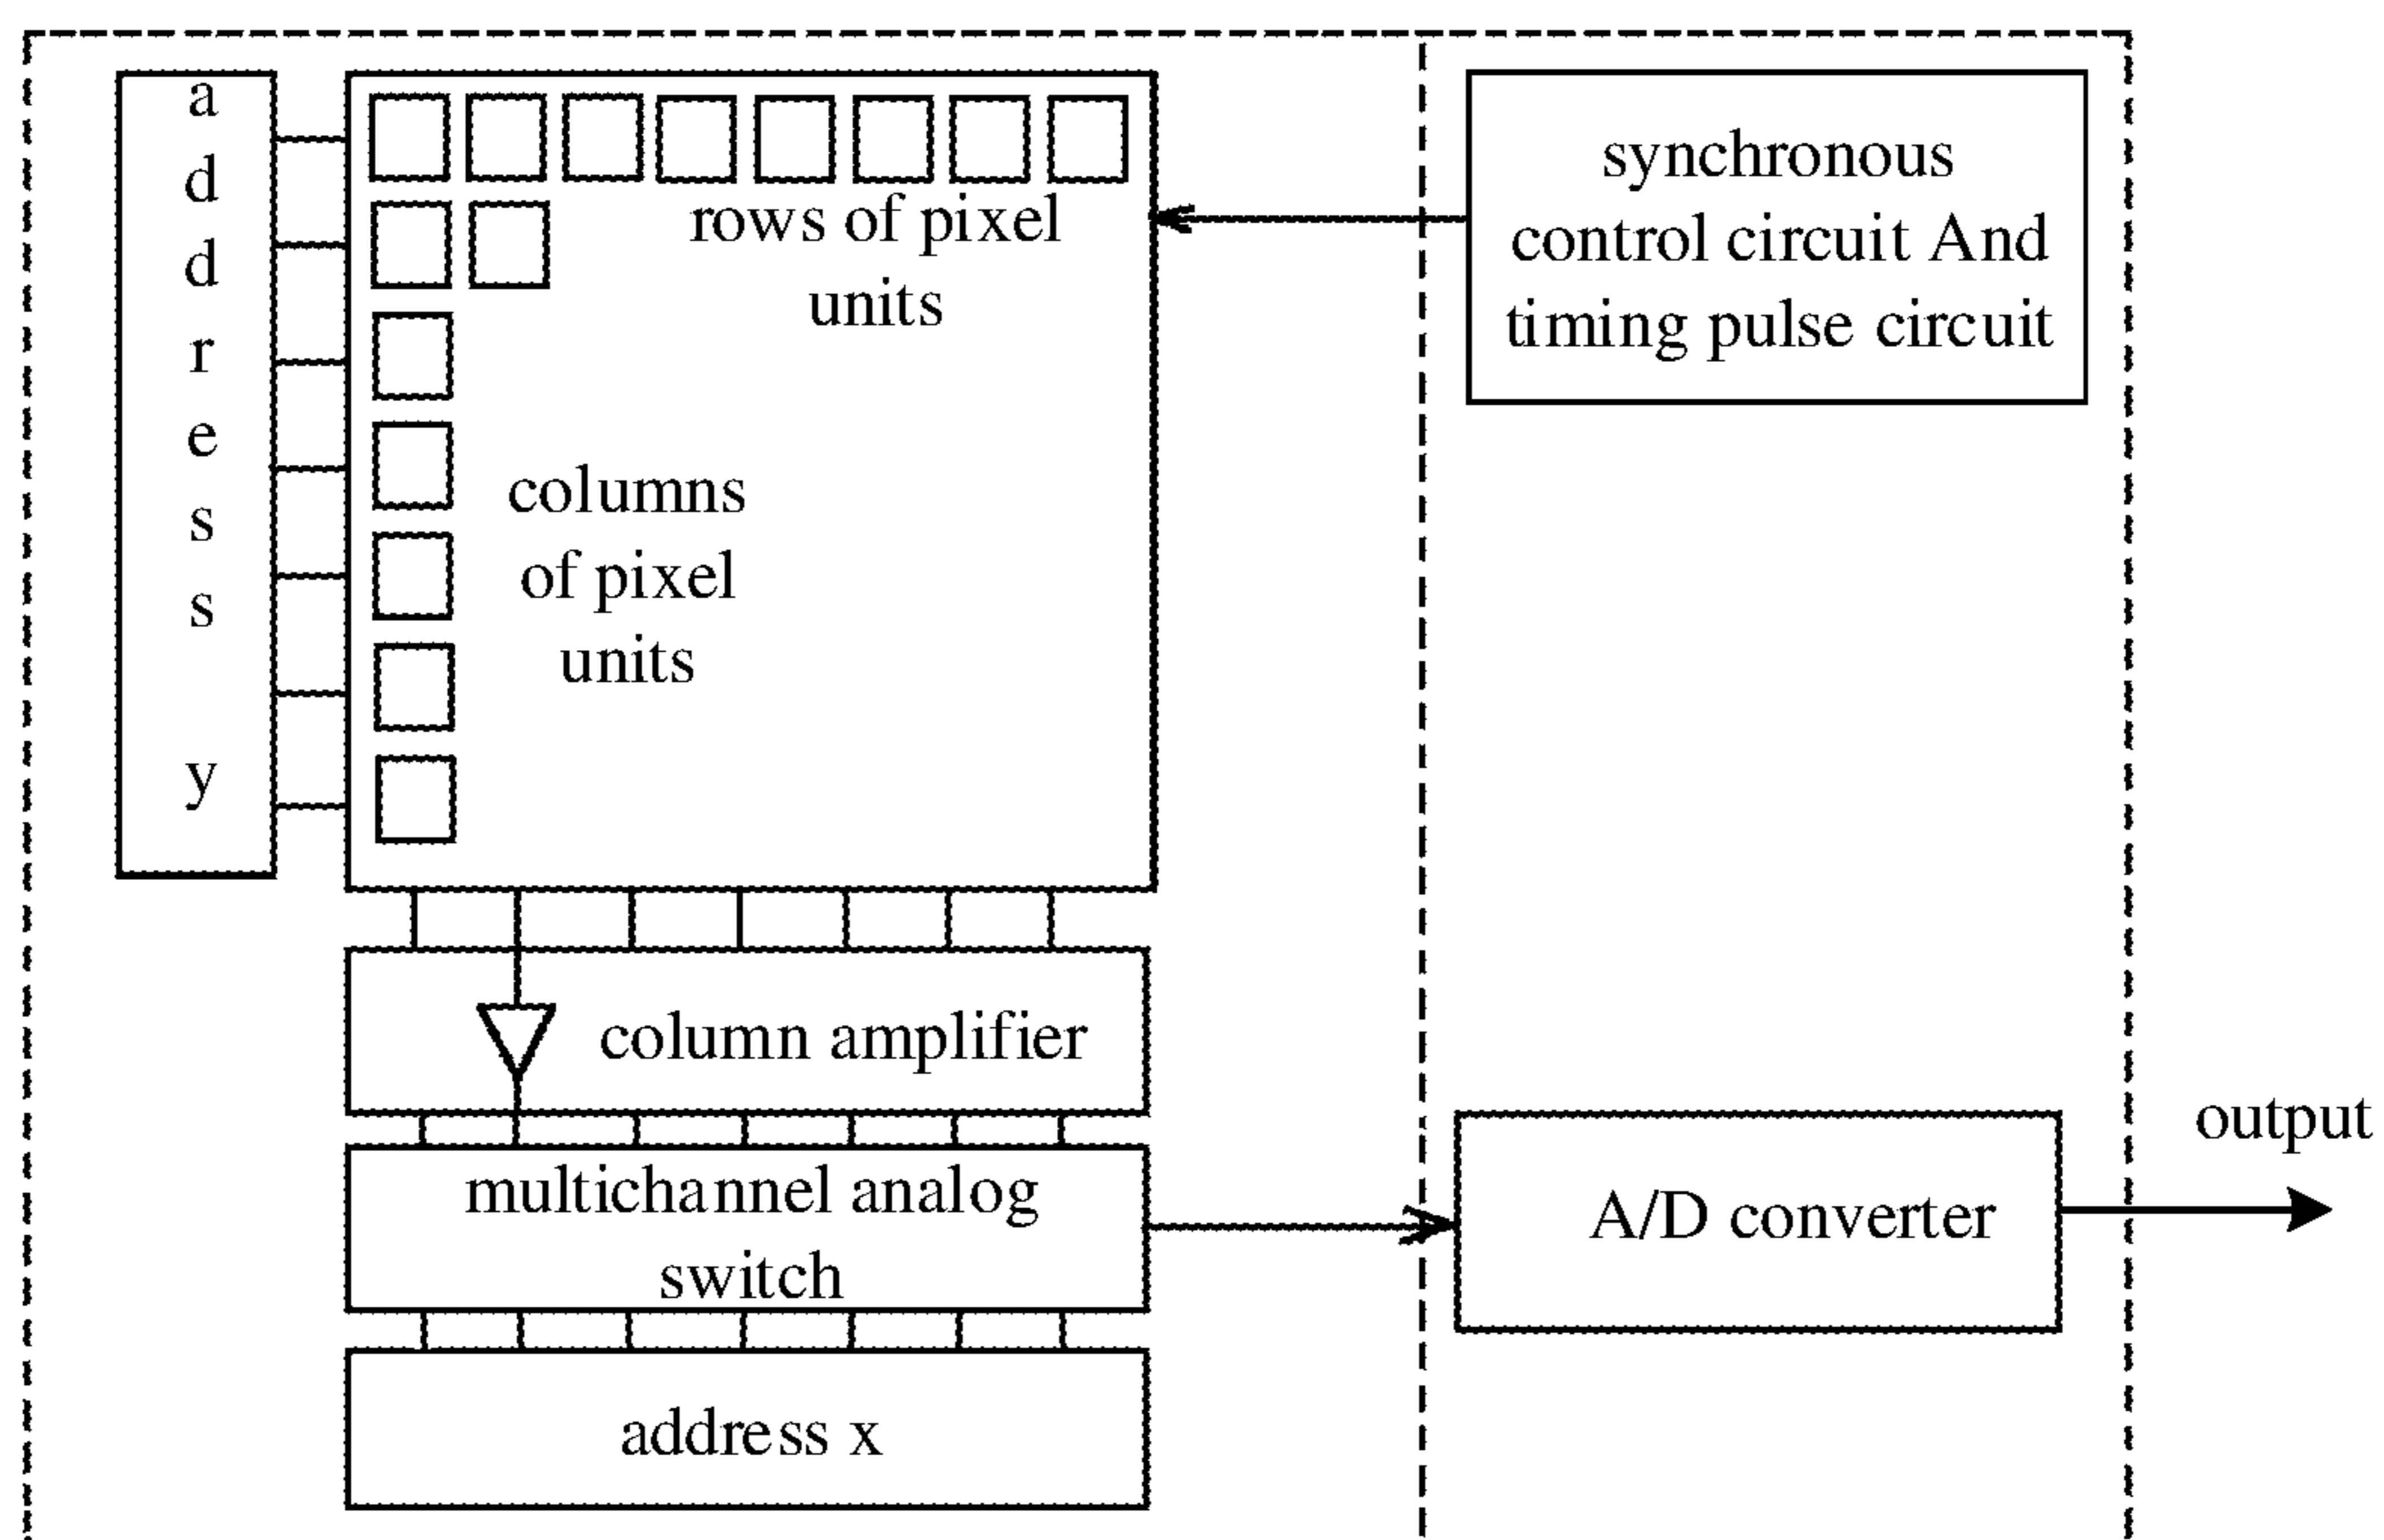 address y
rows of pixel
units
synchronous
control circuit And
timing pulse circuit
columns
of pixel
units
column amplifier
multichannel analog
switch
A/D converter
output
address x